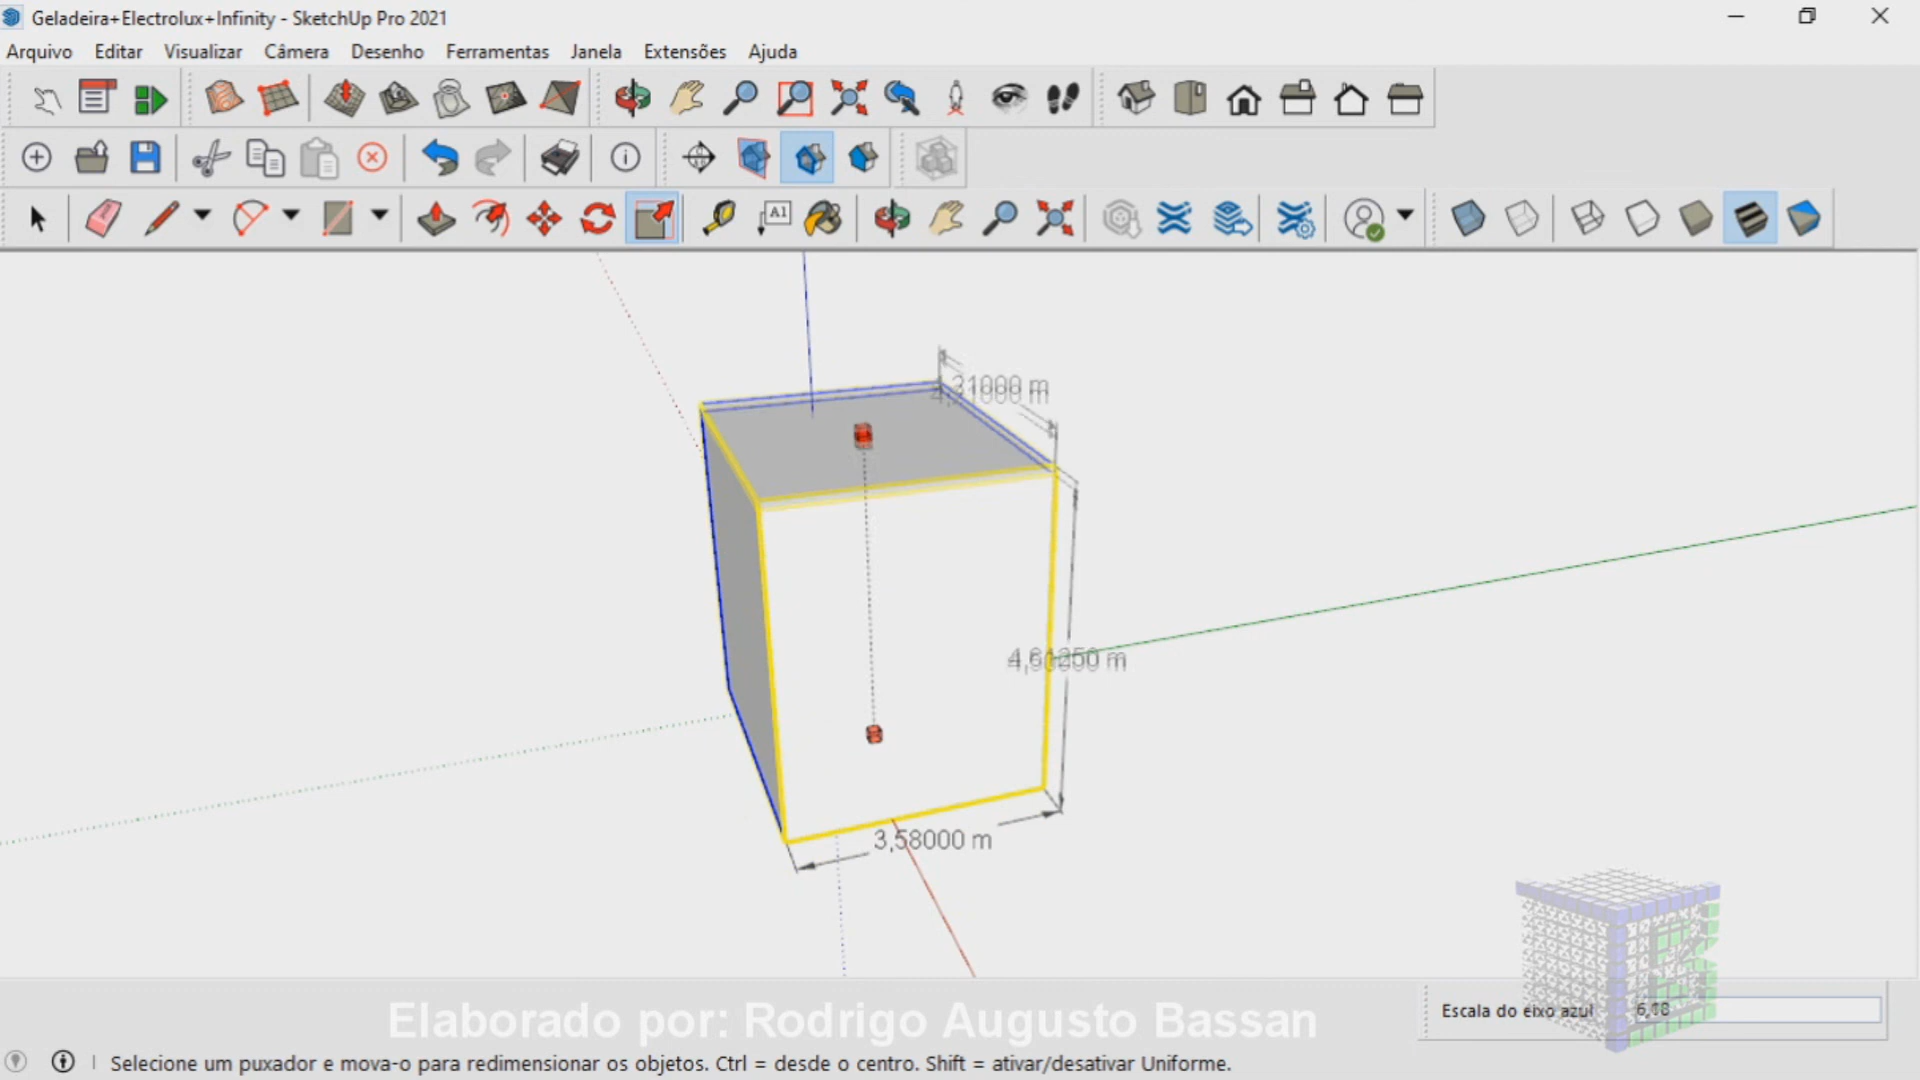 Geladeira+Electrolux+Infinity - SketchUp Pro 2021
Arquivo Editar Visualizar Câmera Desenho Ferramentas Janela Extensões Ajuda
A1
m
m
3,58000 m
Elaborado por: Rodrigo Augusto Bassan
Escala do eixo azul
Selecione um puxador e mova-o para redimensionar os objetos. Ctrl = desde o centro. Shift = ativar/desativar Uniforme.